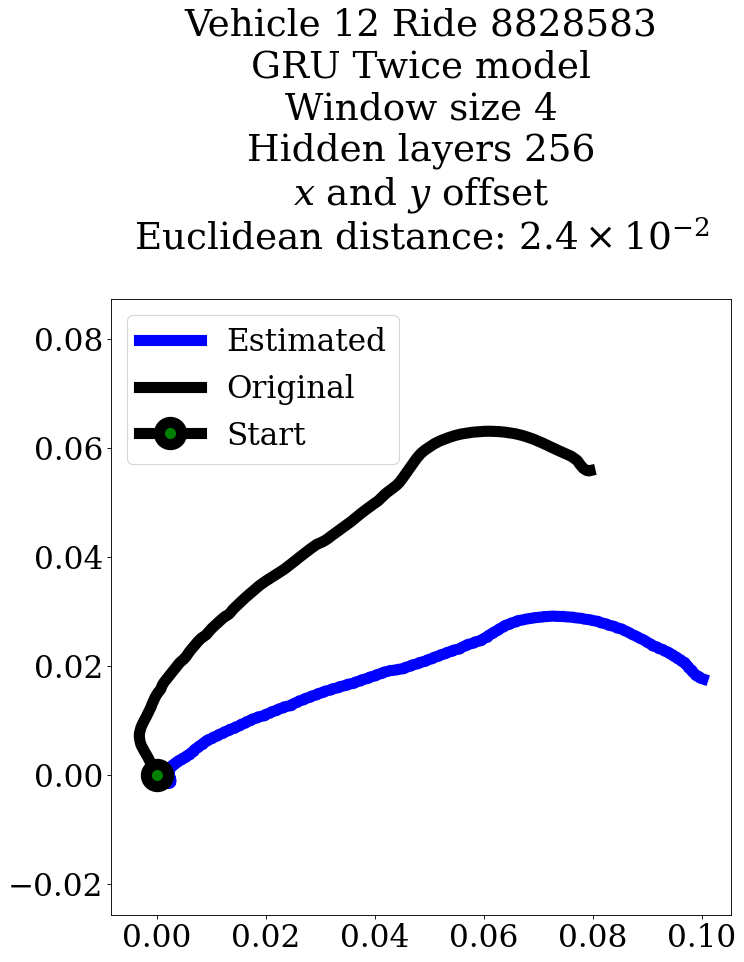 Vehicle 12 Ride 8828583
GRU Twice model
Window size 4
Hidden layers 256
x and y offset
Euclidean distance: 2.4 × 10⁻²
Estimated
Original
Start
0.08
0.06
0.04
0.02
0.00
−0.02
0.00 0.02 0.04 0.06 0.08 0.10